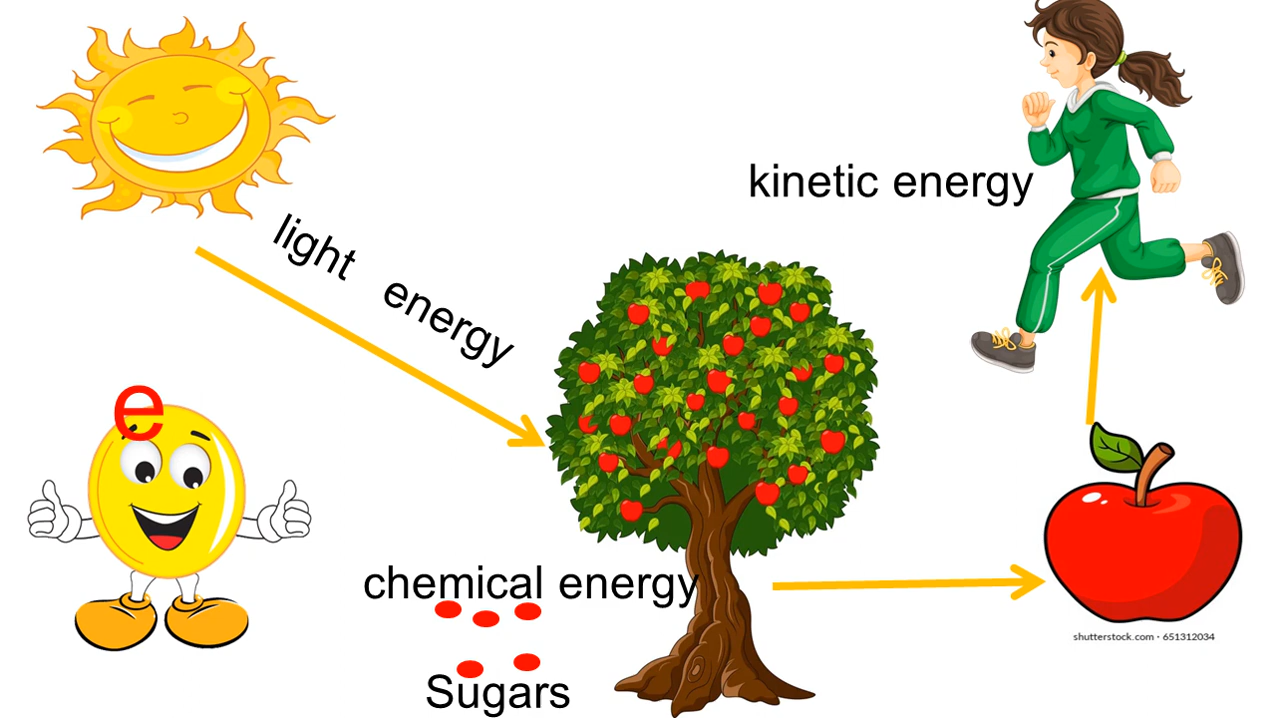 kinetic energy
light energy
e
chemical energy
Sugars
shutterstock.com · 651312034